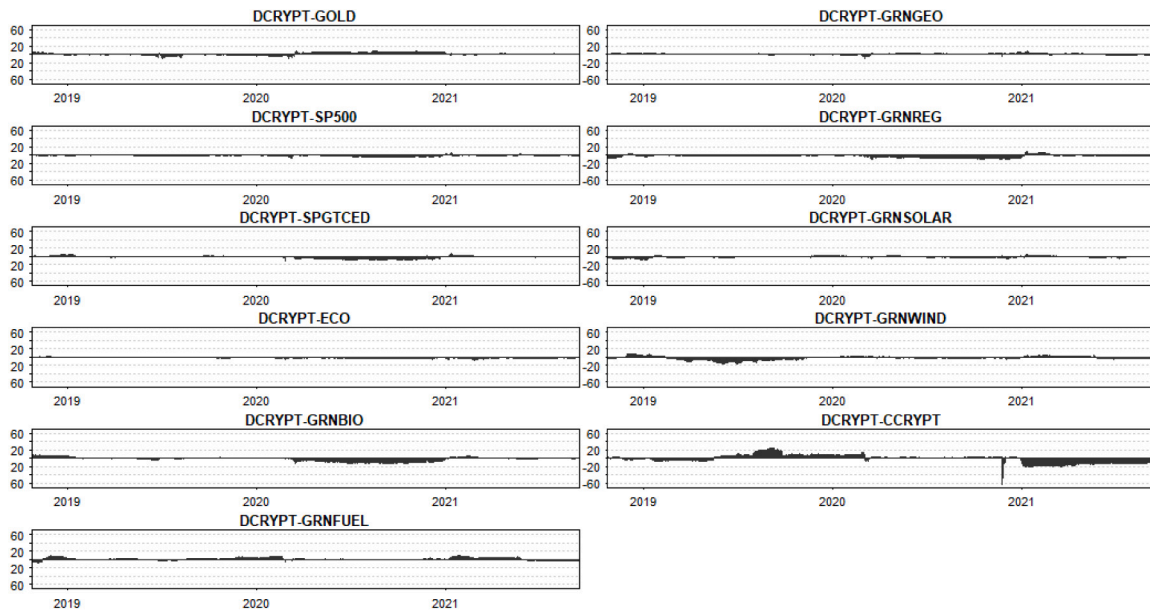 DCRYPT-GOLD
60
20
20
60
2019 2020 2021
DCRYPT-GRNGEO
60
20
-20
60
2019 2020 2021
DCRYPT-SP500
60
20
20
60
2019 2020 2021
DCRYPT-GRNREG
60
20
-20
-60
2019 2020 2021
DCRYPT-SPGTCED
60
20
20
60
2019 2020 2021
DCRYPT-GRNSOLAR
60
20
-20
-60
2019 2020 2021
DCRYPT-ECO
60
20
20
60
2019 2020 2021
DCRYPT-GRNWIND
60
20
-20
-60
2019 2020 2021
DCRYPT-GRNBIO
60
20
20
60
2019 2020 2021
DCRYPT-CCRYPT
60
20
-20
-60
2019 2020 2021
DCRYPT-GRNFUEL
60
20
20
60
2019 2020 2021